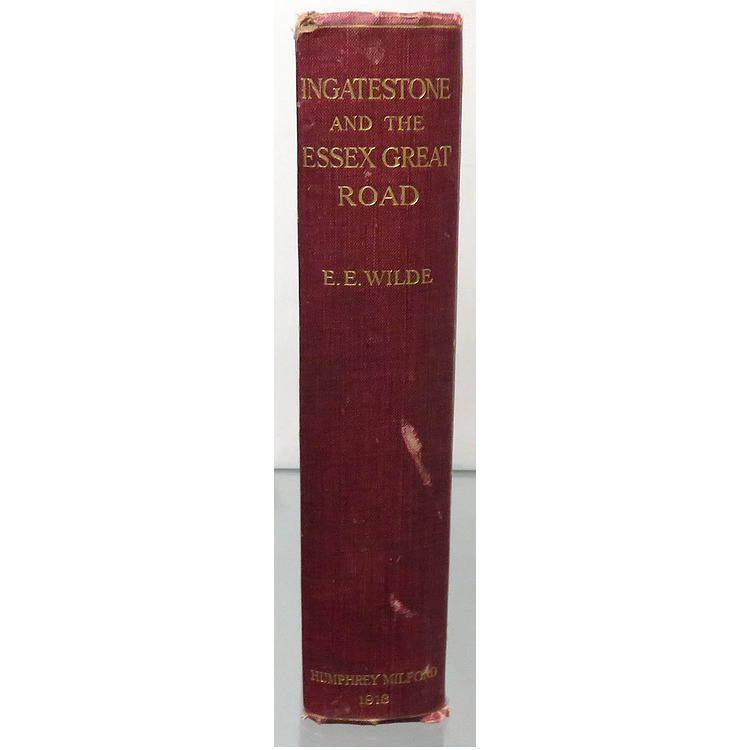 INGATESTONE
AND THE
ESSEX GREAT
ROAD
E. E. WILDE
HUMPHREY MILFORD
1913